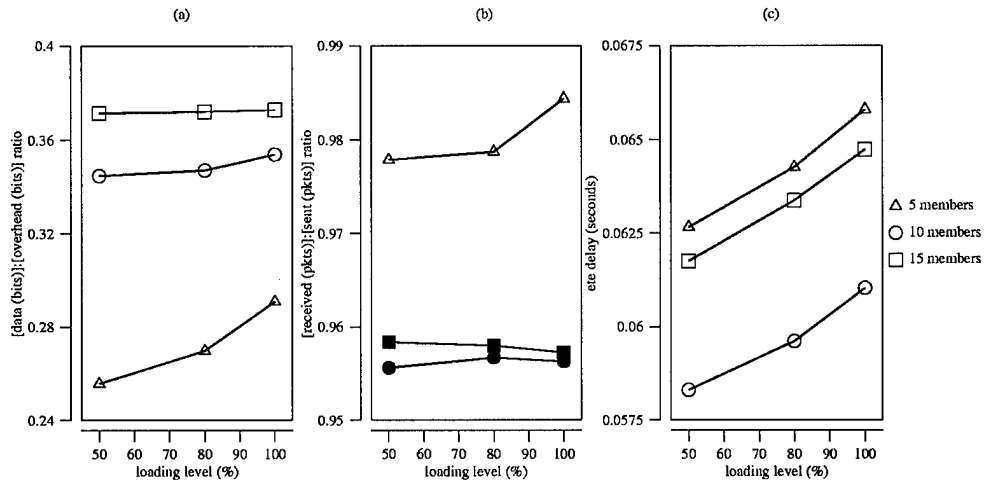 (a)
(b)
(c)
0.4
0.36
0.32
0.28
0.24
[data (bits)]:[overhead (bits)] ratio
50 60 70 80 90 100
loading level (%)
0.99
0.98
0.97
0.96
0.95
[received (pkts)]:[sent (pkts)] ratio
50 60 70 80 90 100
loading level (%)
0.0675
0.065
0.0625
0.06
0.0575
ete delay (seconds)
50 60 70 80 90 100
loading level (%)
5 members
10 members
15 members